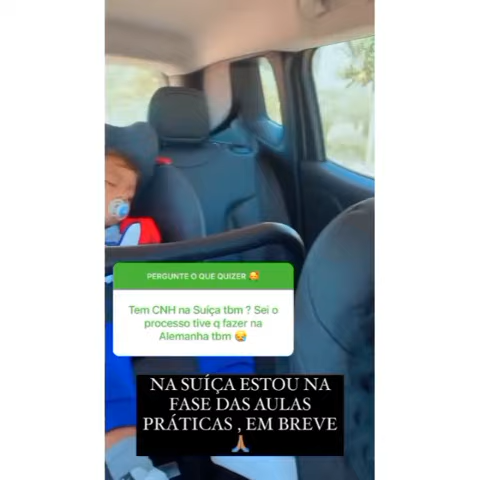 PERGUNTE O QUE QUIZER 🥰
Tem CNH na Suíça tbm ? Sei o
processo tive q fazer na
Alemanha tbm 😪
NA SUÍÇA ESTOU NA
FASE DAS AULAS
PRÁTICAS , EM BREVE
🙏🏽